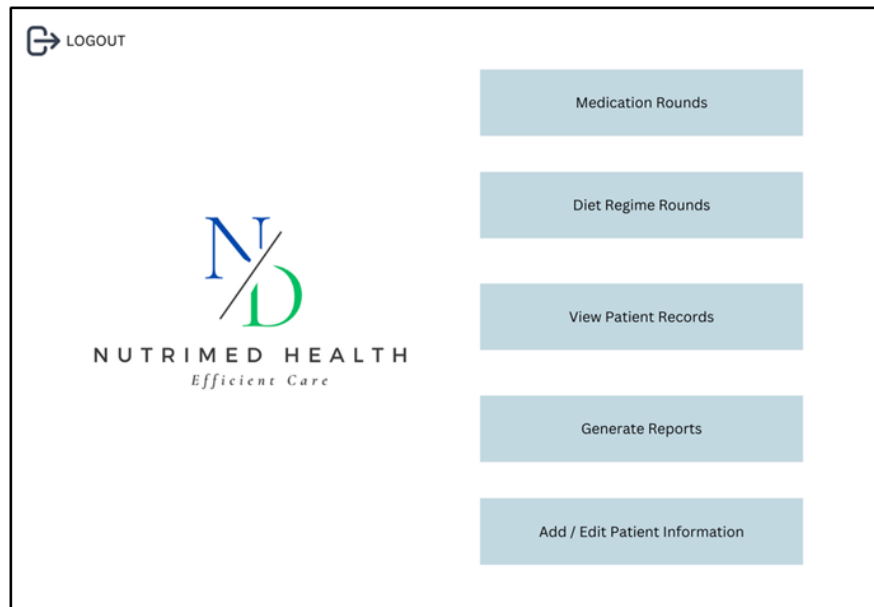 LOGOUT
Medication Rounds
Diet Regime Rounds
View Patient Records
Generate Reports
Add / Edit Patient Information
ND
NUTRIMED HEALTH
Efficient Care